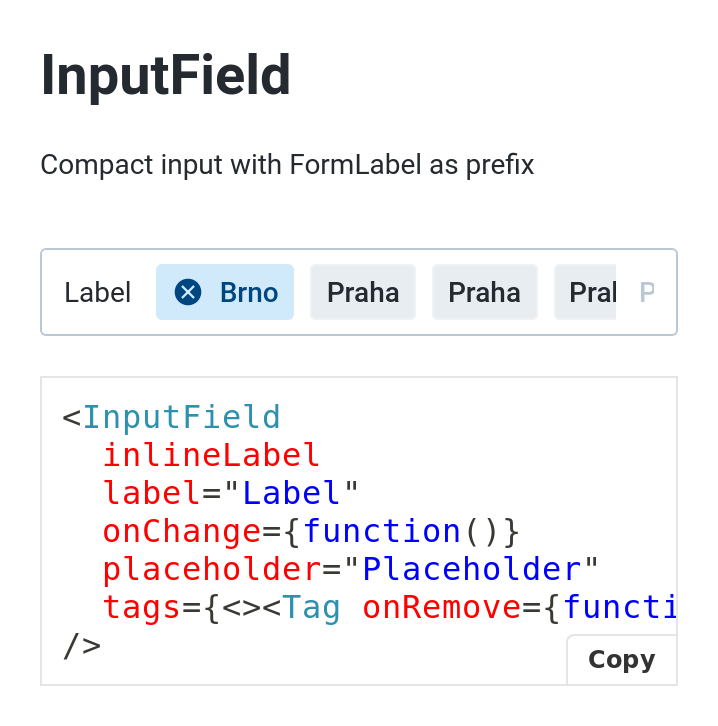 InputField
Compact input with FormLabel as prefix
Label Brno Praha Praha Pral P
<InputField
inlineLabel
label="Label"
onChange={function()}
placeholder="Placeholder"
tags={<><Tag onRemove={functi
/>
Copy